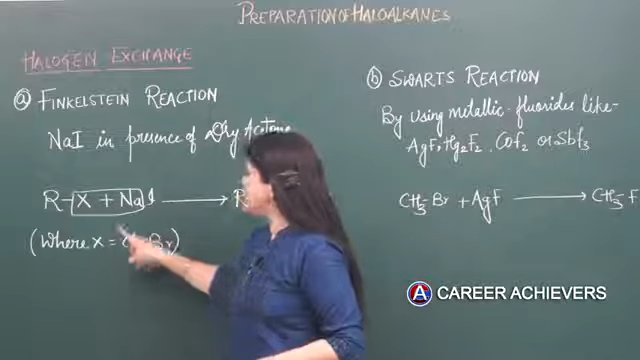 PREPARATION OF HALOALKANES
HALOGEN EXCHANGE
(a) FINKELSTEIN REACTION
NaI in presence of Dry Acetone
R-X + NaI → R
(Where X = Br)
(b) SWARTS REACTION
By using metallic fluorides like-
AgF, Hg₂F₂, CoF₂ or SbF₃
CH₃-Br + AgF → CH₃-F
A CAREER ACHIEVERS